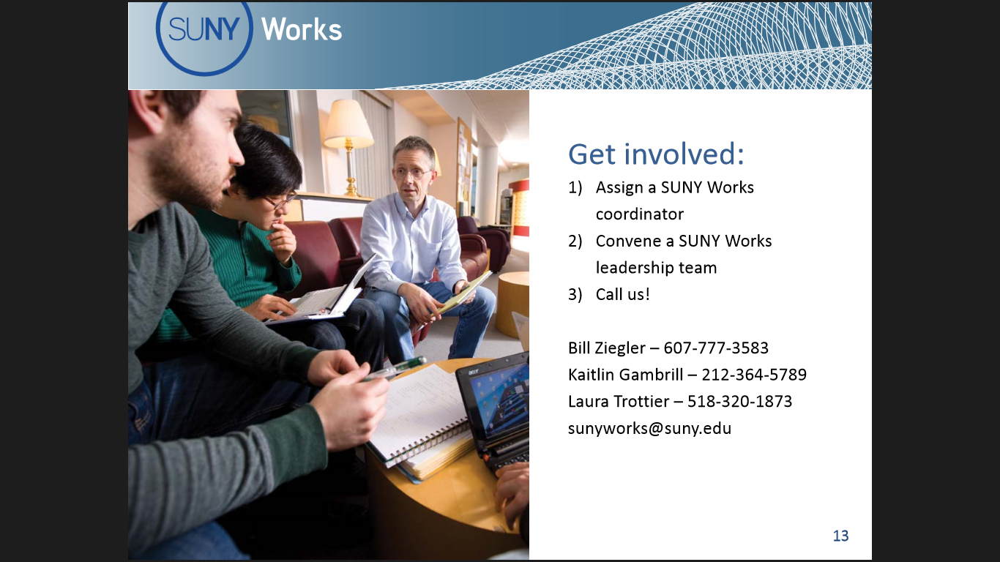 SUNY Works
Get involved:
1) Assign a SUNY Works
coordinator
2) Convene a SUNY Works
leadership team
3) Call us!
Bill Ziegler – 607-777-3583
Kaitlin Gambrill – 212-364-5789
Laura Trottier – 518-320-1873
sunyworks@suny.edu
acer
13